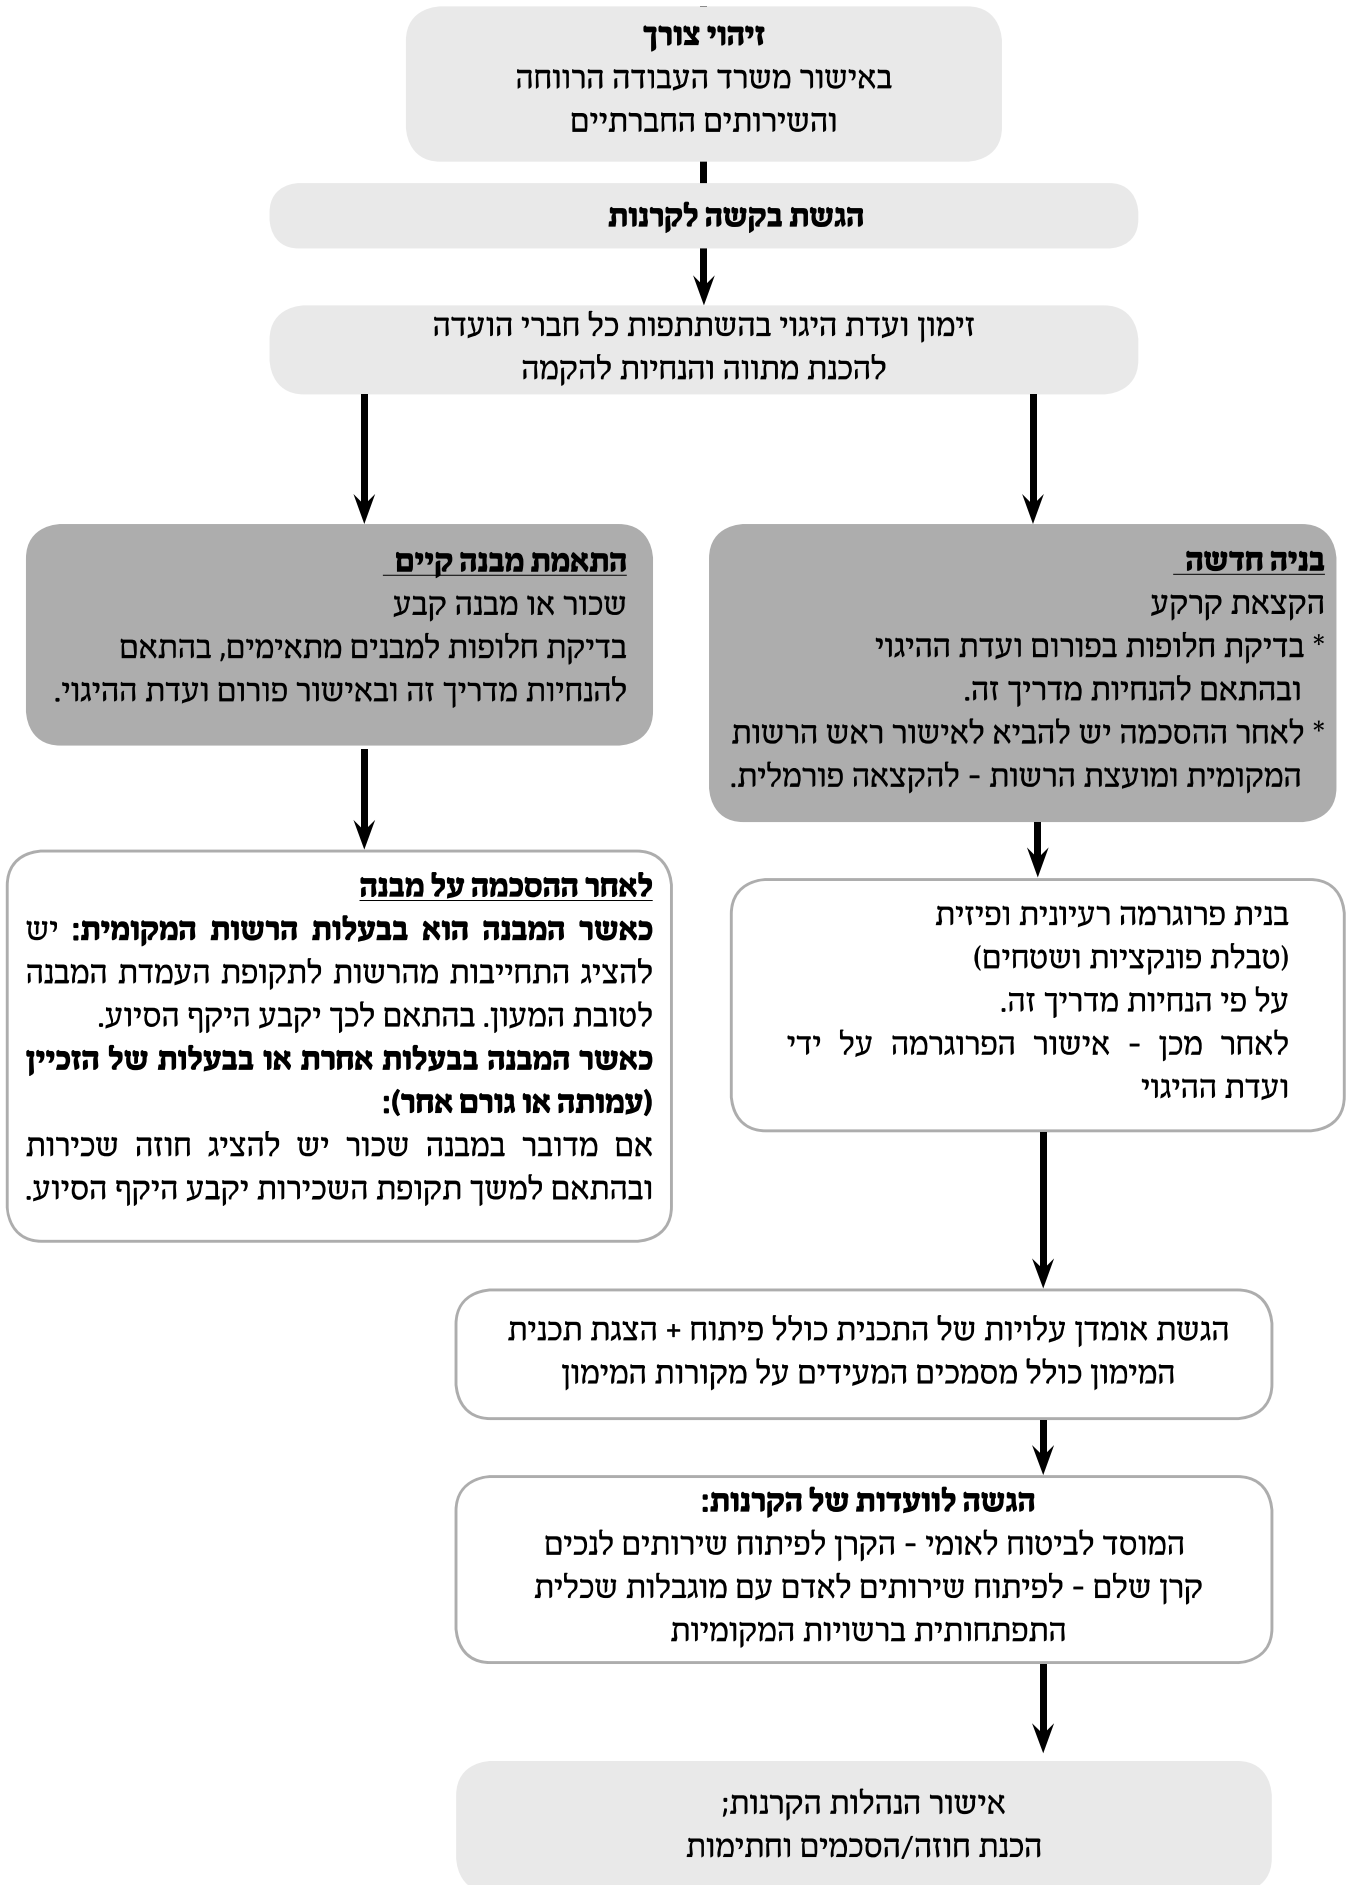 זיהוי צורך
באישור משרד העבודה הרווחה
והשירותים החברתיים
הגשת בקשה לקרנות
זימון ועדת היגוי בהשתתפות כל חברי הועדה
להכנת מתווה והנחיות להקמה
בניה חדשה
הקצאת קרקע
* בדיקת חלופות בפורום ועדת ההיגוי
ובהתאם להנחיות מדריך זה.
* לאחר ההסכמה יש להביא לאישור ראש הרשות
המקומית ומועצת הרשות - להקצאה פורמלית.
התאמת מבנה קיים
שכור או מבנה קבע
בדיקת חלופות למבנים מתאימים, בהתאם
להנחיות מדריך זה ובאישור פורום ועדת ההיגוי.
לאחר ההסכמה על מבנה
כאשר המבנה הוא בבעלות הרשות המקומית: יש
להציג התחייבות מהרשות לתקופת העמדת המבנה
לטובת המעון. בהתאם לכך יקבע היקף הסיוע.
כאשר המבנה בבעלות אחרת או בבעלות של הזכיין
(עמותה או גורם אחר):
אם מדובר במבנה שכור יש להציג חוזה שכירות
ובהתאם למשך תקופת השכירות יקבע היקף הסיוע.
בנית פרוגרמה רעיונית ופיזית
(טבלת פונקציות ושטחים)
על פי הנחיות מדריך זה.
לאחר מכן - אישור הפרוגרמה על ידי
ועדת ההיגוי
הגשת אומדן עלויות של התכנית כולל פיתוח + הצגת תכנית
המימון כולל מסמכים המעידים על מקורות המימון
הגשה לוועדות של הקרנות:
המוסד לביטוח לאומי - הקרן לפיתוח שירותים לנכים
קרן שלם - לפיתוח שירותים לאדם עם מוגבלות שכלית
התפתחותית ברשויות המקומיות
אישור הנהלות הקרנות;
הכנת חוזה/הסכמים וחתימות